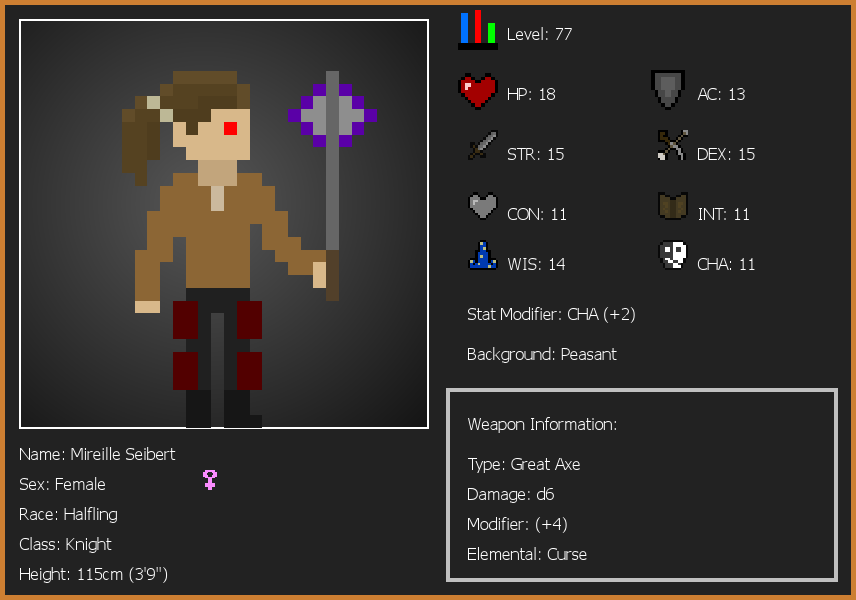 Level: 77
HP: 18
AC: 13
STR: 15
DEX: 15
CON: 11
INT: 11
WIS: 14
CHA: 11
Stat Modifier: CHA (+2)
Background: Peasant
Weapon Information:
Type: Great Axe
Damage: d6
Modifier: (+4)
Elemental: Curse
Name: Mireille Seibert
Sex: Female
Race: Halfling
Class: Knight
Height: 115cm (3'9")